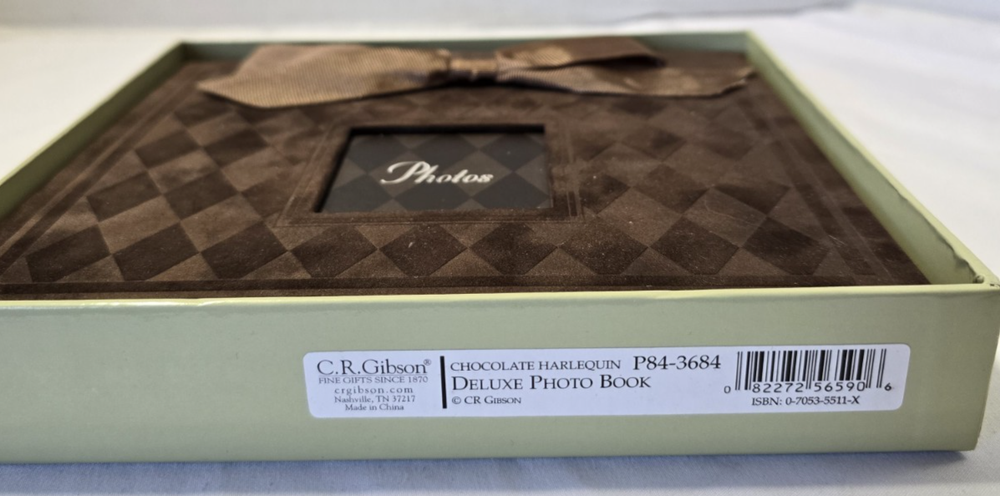 Photos
C.R.Gibson®
FINE GIFTS SINCE 1870
crgibson.com
Nashville, TN 37217
Made in China
CHOCOLATE HARLEQUIN P84-3684
DELUXE PHOTO BOOK
© CR GIBSON
0 82272 56590 6
ISBN: 0-7053-5511-X